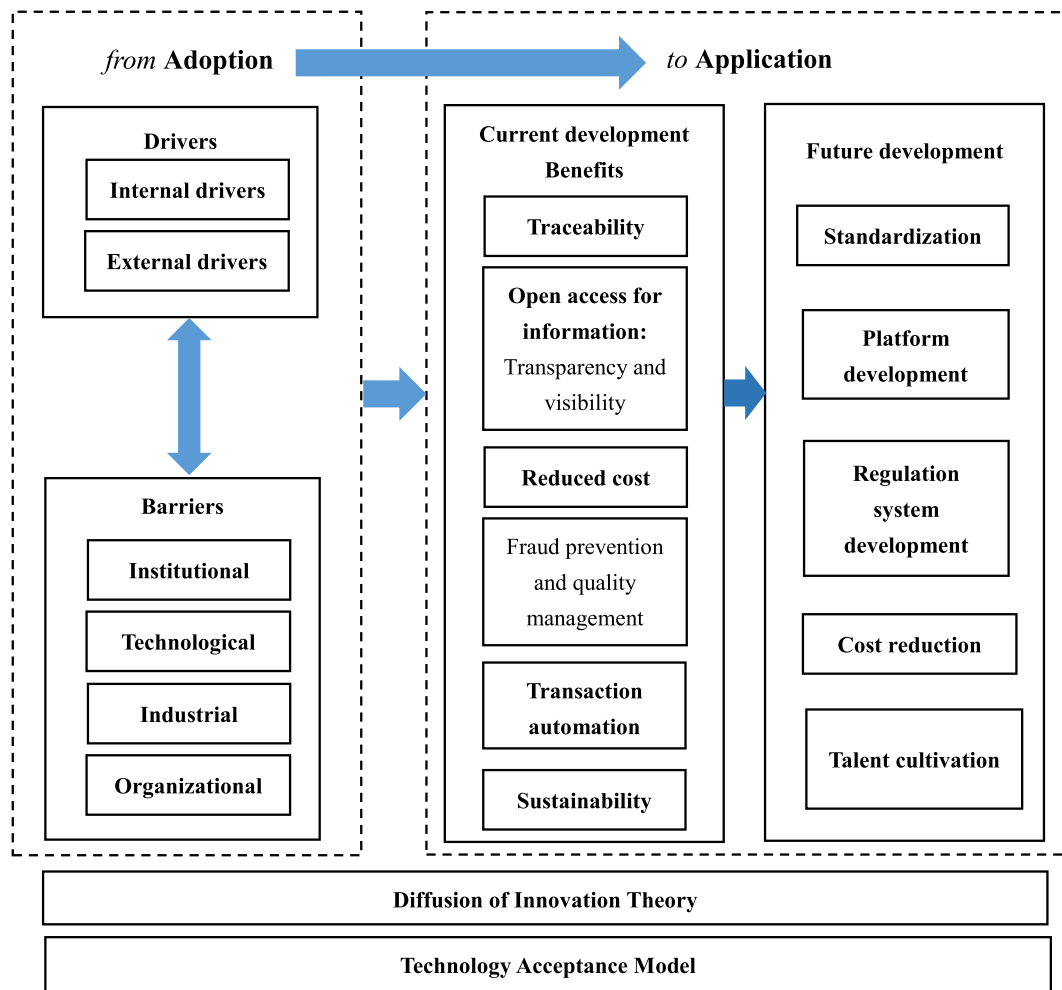 from Adoption
to Application
Drivers
Internal drivers
External drivers
Barriers
Institutional
Technological
Industrial
Organizational
Current development
Benefits
Traceability
Open access for
information:
Transparency and
visibility
Reduced cost
Fraud prevention
and quality
management
Transaction
automation
Sustainability
Future development
Standardization
Platform
development
Regulation
system
development
Cost reduction
Talent cultivation
Diffusion of Innovation Theory
Technology Acceptance Model